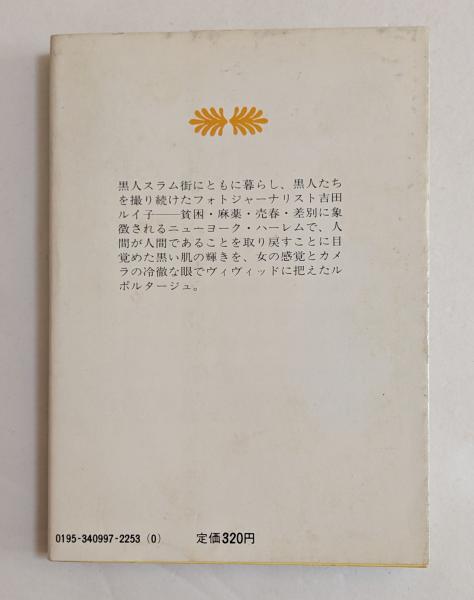 黒人スラム街にともに暮らし、黒人たち
を撮り続けたフォトジャーナリスト吉田
ルイ子──貧困・麻薬・売春・差別に象
徴されるニューヨーク・ハーレムで、人
間が人間であることを取り戻すことに目
覚めた黒い肌の輝きを、女の感覚とカメ
ラの冷徹な眼でヴィヴィッドに把えたル
ポルタージュ。
0195-340997-2253(0) 定価320円